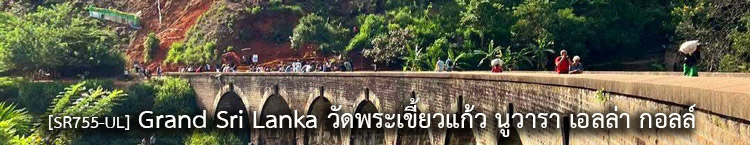 [SR755-UL] Grand Sri Lanka วัดพระเขี้ยวแก้ว นูวารา เอลล่า กอลล์